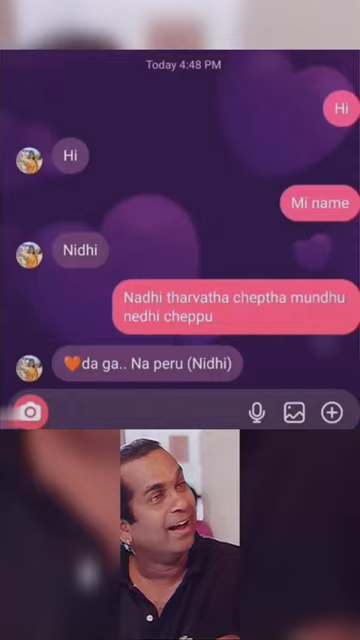 Today 4:48 PM
Hi
Hi
Mi name
Nidhi
Nadhi tharvatha cheptha mundhu
nedhi cheppu
🧡da ga.. Na peru (Nidhi)